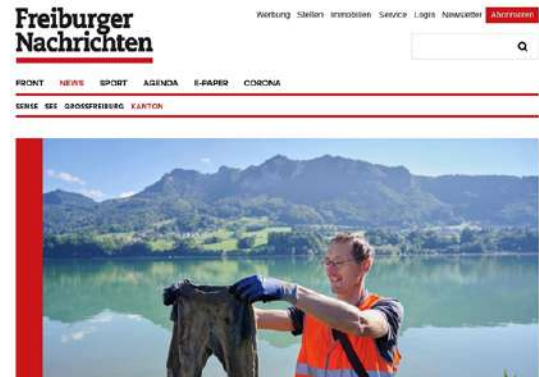 Freiburger
Nachrichten
Werbung Stellen Immobilien Service Login Newsletter Abonnieren
FRONT NEWS SPORT AGENDA E-PAPER CORONA
SENSE SEE GROSSFREIBURG KANTON